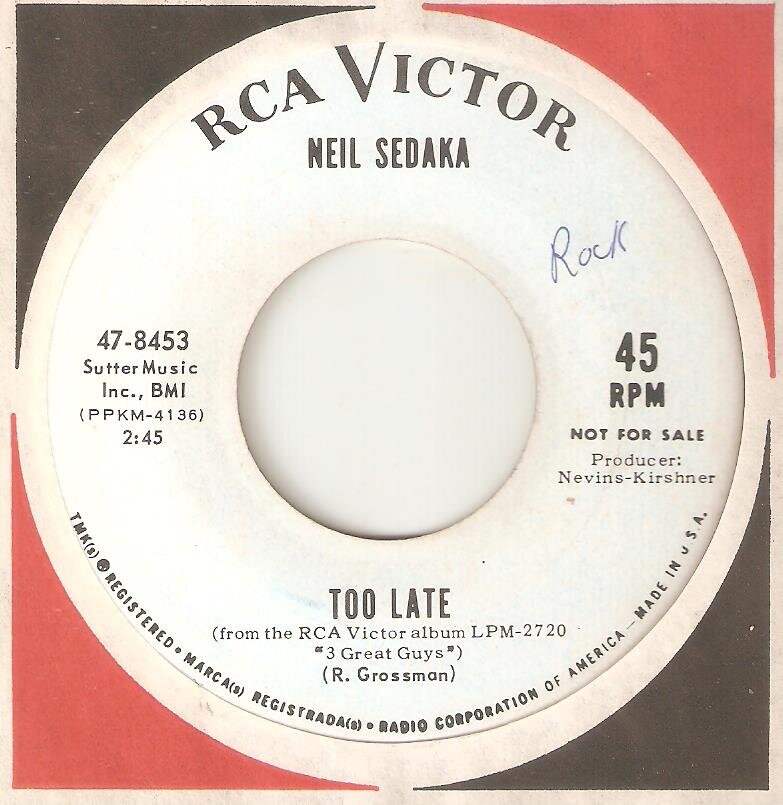 RCA VICTOR
NEIL SEDAKA
Rock
47-8453
Sutter Music
Inc., BMI
(PPKM-4136)
2:45
45
RPM
NOT FOR SALE
Producer:
Nevins-Kirshner
TOO LATE
(from the RCA Victor album LPM-2720
"3 Great Guys")
(R. Grossman)
TMK(s) ® REGISTERED • MARCA(s) REGISTRADA(s) • RADIO CORPORATION OF AMERICA — MADE IN U.S.A.